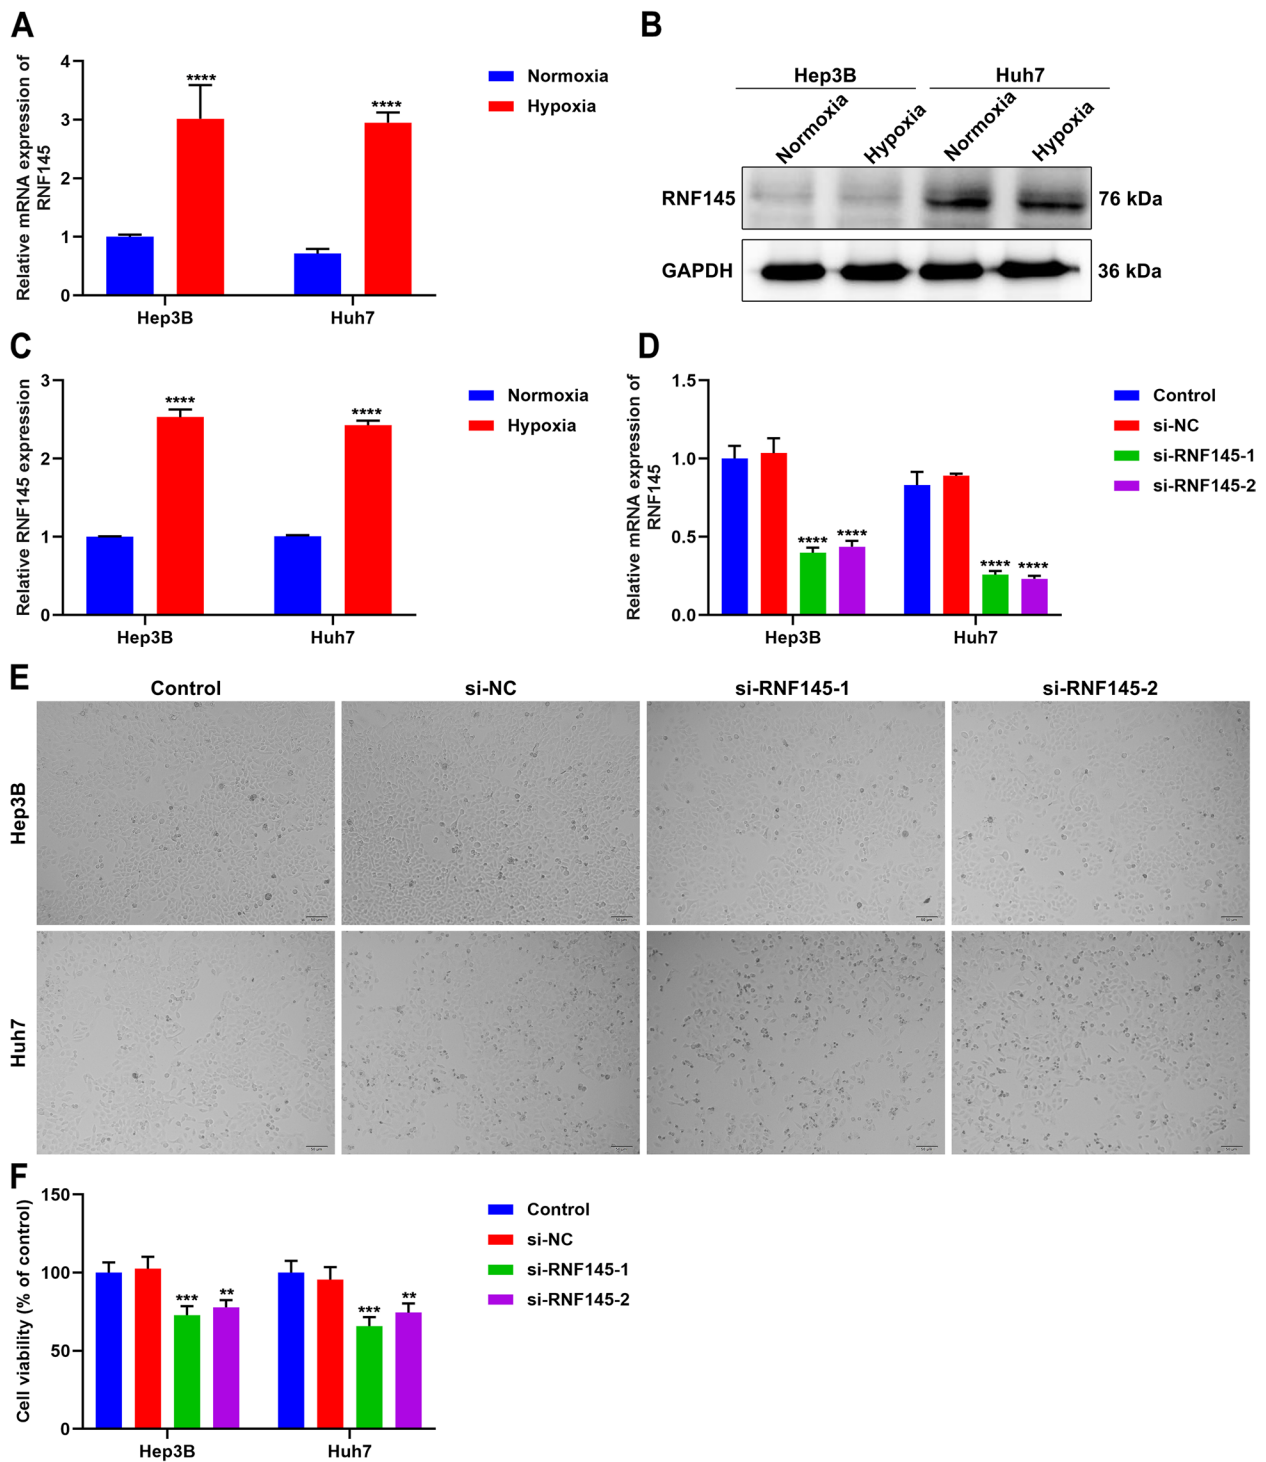 A
Relative mRNA expression of
RNF145
4
3
2
1
0
****
****
Hep3B
Huh7
Normoxia
Hypoxia
B
Hep3B
Huh7
Normoxia
Hypoxia
Normoxia
Hypoxia
RNF145
76 kDa
GAPDH
36 kDa
C
Relative RNF145 expression
3
2
1
0
****
****
Hep3B
Huh7
Normoxia
Hypoxia
D
Relative mRNA expression of
RNF145
1.5
1.0
0.5
0.0
****
****
****
****
Hep3B
Huh7
Control
si-NC
si-RNF145-1
si-RNF145-2
E
Control
si-NC
si-RNF145-1
si-RNF145-2
Hep3B
Huh7
F
Cell viability (% of control)
150
100
50
0
***
**
***
**
Hep3B
Huh7
Control
si-NC
si-RNF145-1
si-RNF145-2